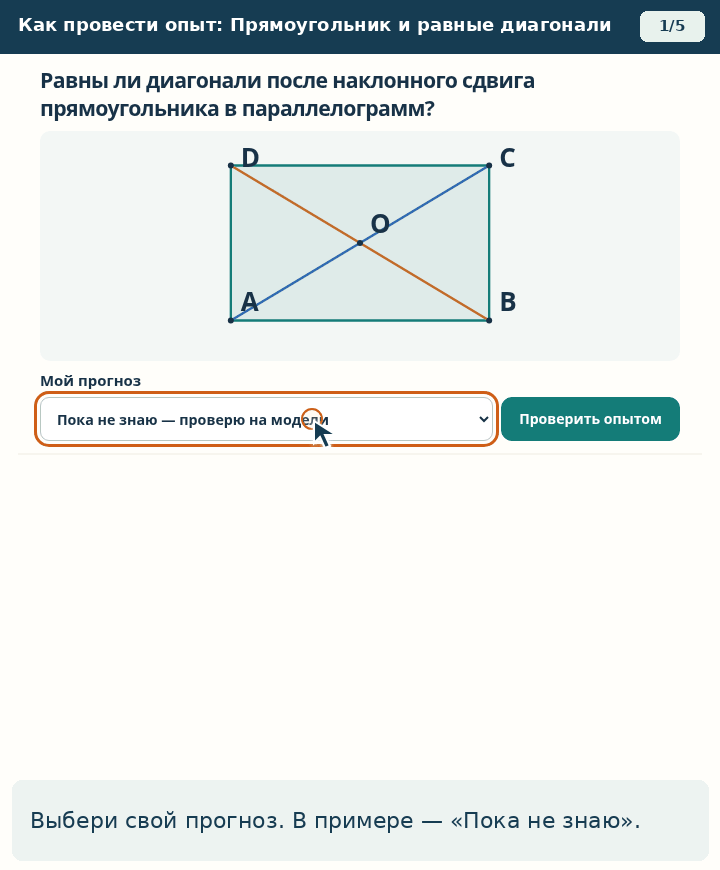 Как провести опыт: Прямоугольник и равные диагонали
1/5
Равны ли диагонали после наклонного сдвига
прямоугольника в параллелограмм?
D
C
O
A
B
Мой прогноз
Пока не знаю — проверю на модели
Проверить опытом
Выбери свой прогноз. В примере — «Пока не знаю».